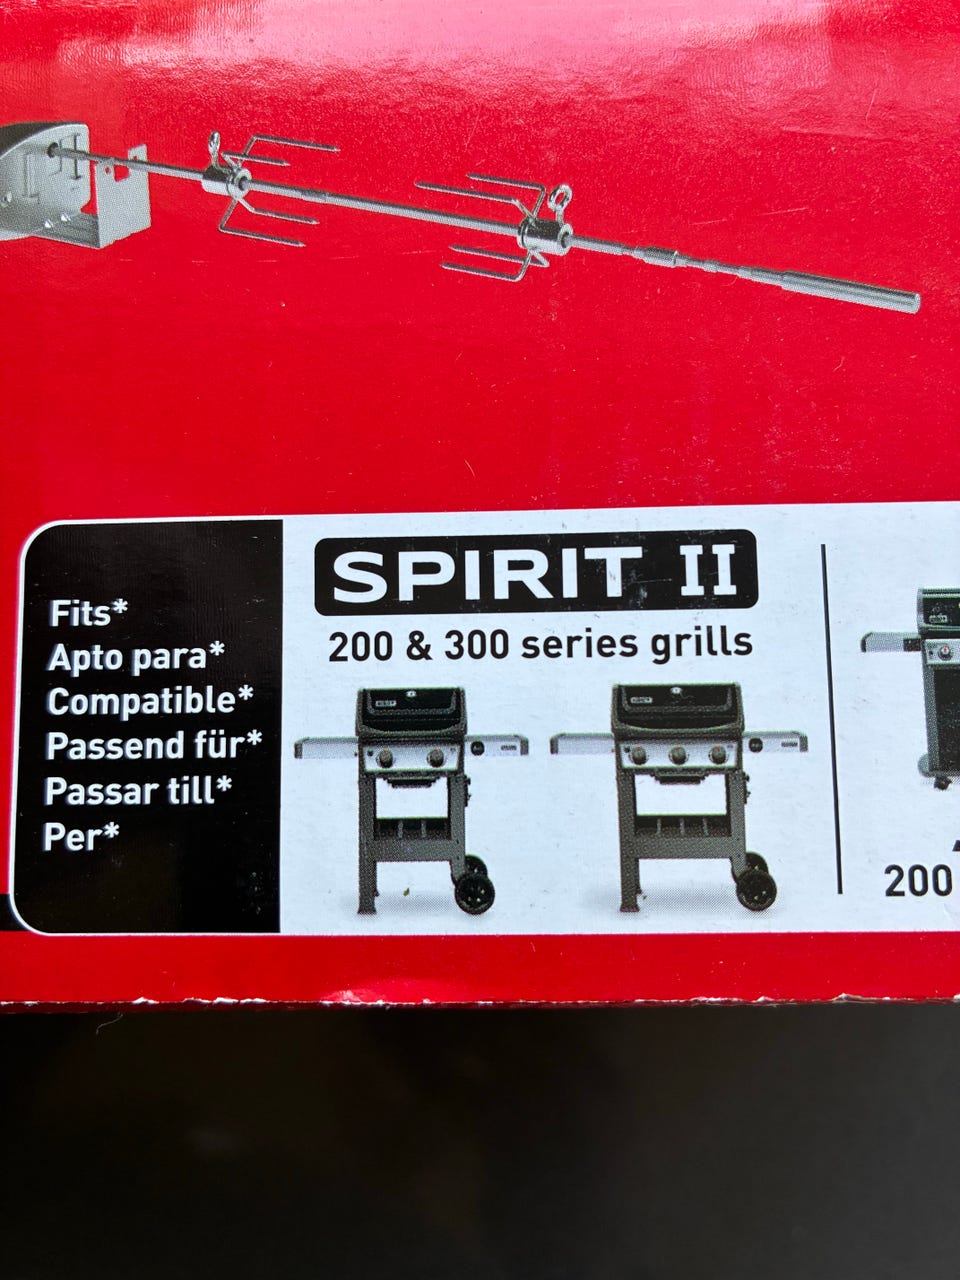 Fits*
Apto para*
Compatible*
Passend für*
Passar till*
Per*
SPIRIT II
200 & 300 series grills
200